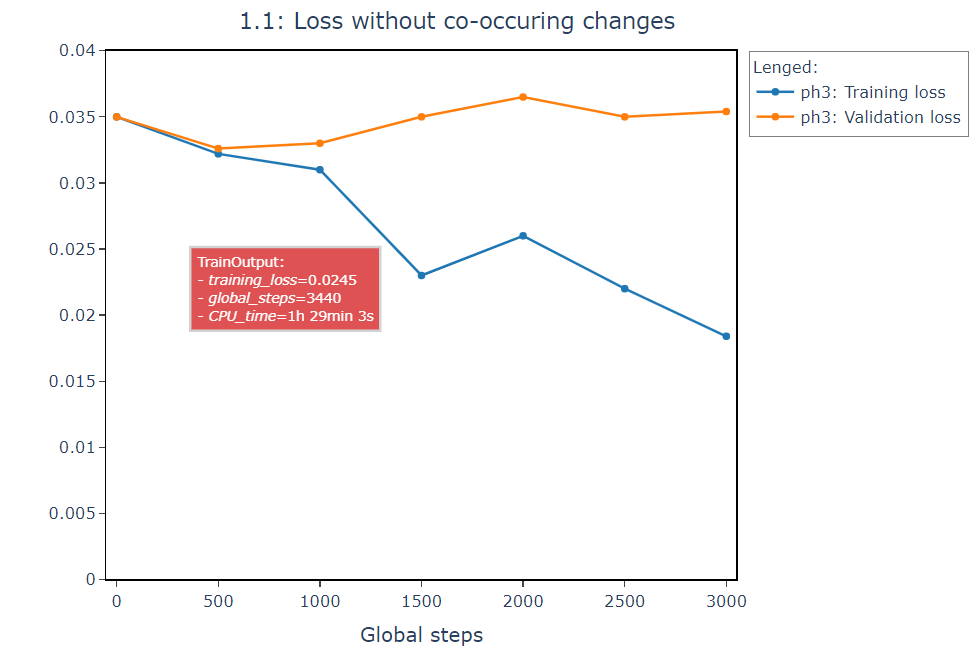 1.1: Loss without co-occuring changes
0.04
0.035
0.03
0.025
0.02
0.015
0.01
0.005
0
0 500 1000 1500 2000 2500 3000
Global steps
TrainOutput:
- training_loss=0.0245
- global_steps=3440
- CPU_time=1h 29min 3s
Lenged:
ph3: Training loss
ph3: Validation loss